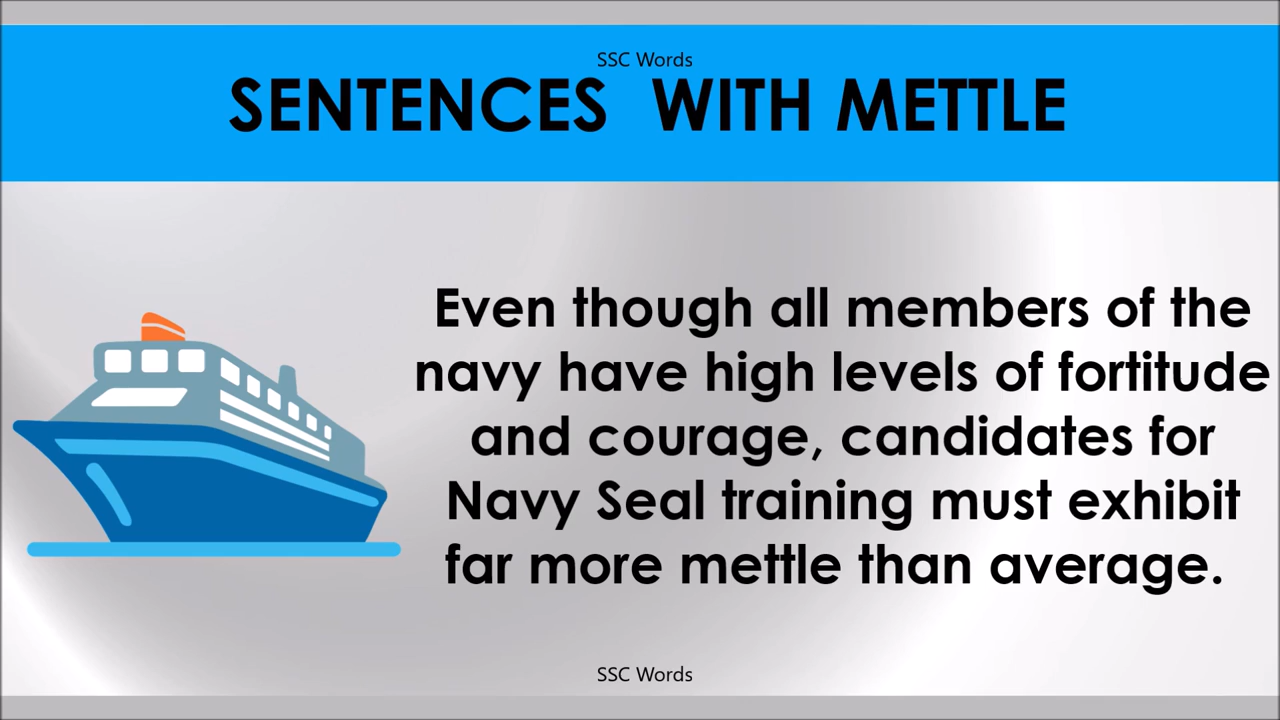 SSC Words
SENTENCES  WITH METTLE
Even though all members of the
navy have high levels of fortitude
and courage, candidates for
Navy Seal training must exhibit
far more mettle than average.
SSC Words